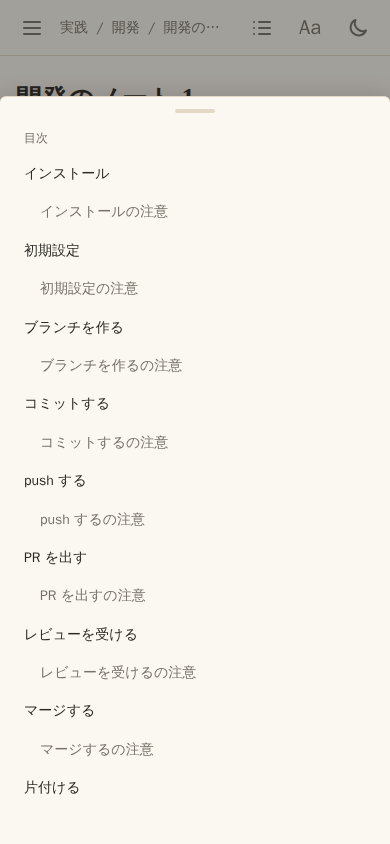 実践 / 開発 / 開発の… Aa
目次
インストール
インストールの注意
初期設定
初期設定の注意
ブランチを作る
ブランチを作るの注意
コミットする
コミットするの注意
push する
push するの注意
PR を出す
PR を出すの注意
レビューを受ける
レビューを受けるの注意
マージする
マージするの注意
片付ける